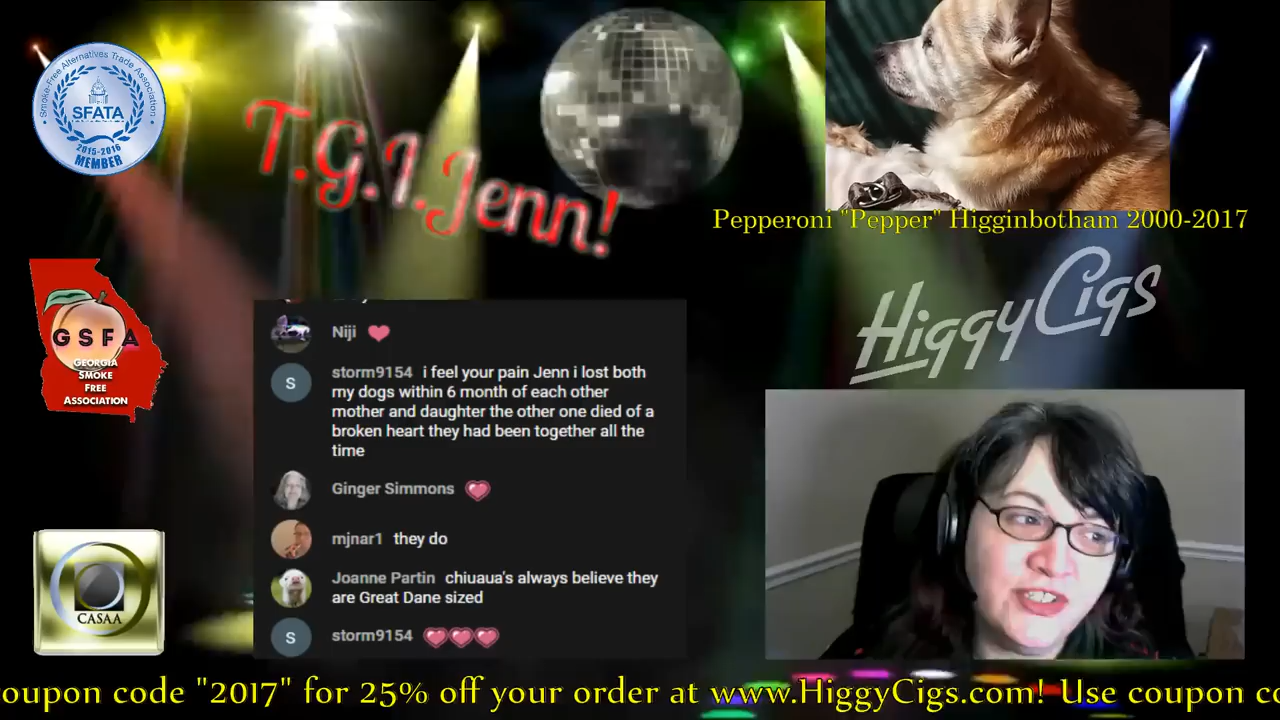 Smoke-Free Alternatives Trade Association
SFATA
2015-2016
MEMBER
T.G.I.Jenn!
Pepperoni "Pepper" Higginbotham 2000-2017
HiggyCigs
GSFA
GEORGIA
SMOKE
FREE
ASSOCIATION
CASAA
Niji
storm9154 i feel your pain Jenn i lost both
my dogs within 6 month of each other
mother and daughter the other one died of a
broken heart they had been together all the
time
Ginger Simmons
mjnar1 they do
Joanne Partin chiuaua's always believe they
are Great Dane sized
S
storm9154
S
oupon code "2017" for 25% off your order at www.HiggyCigs.com! Use coupon co